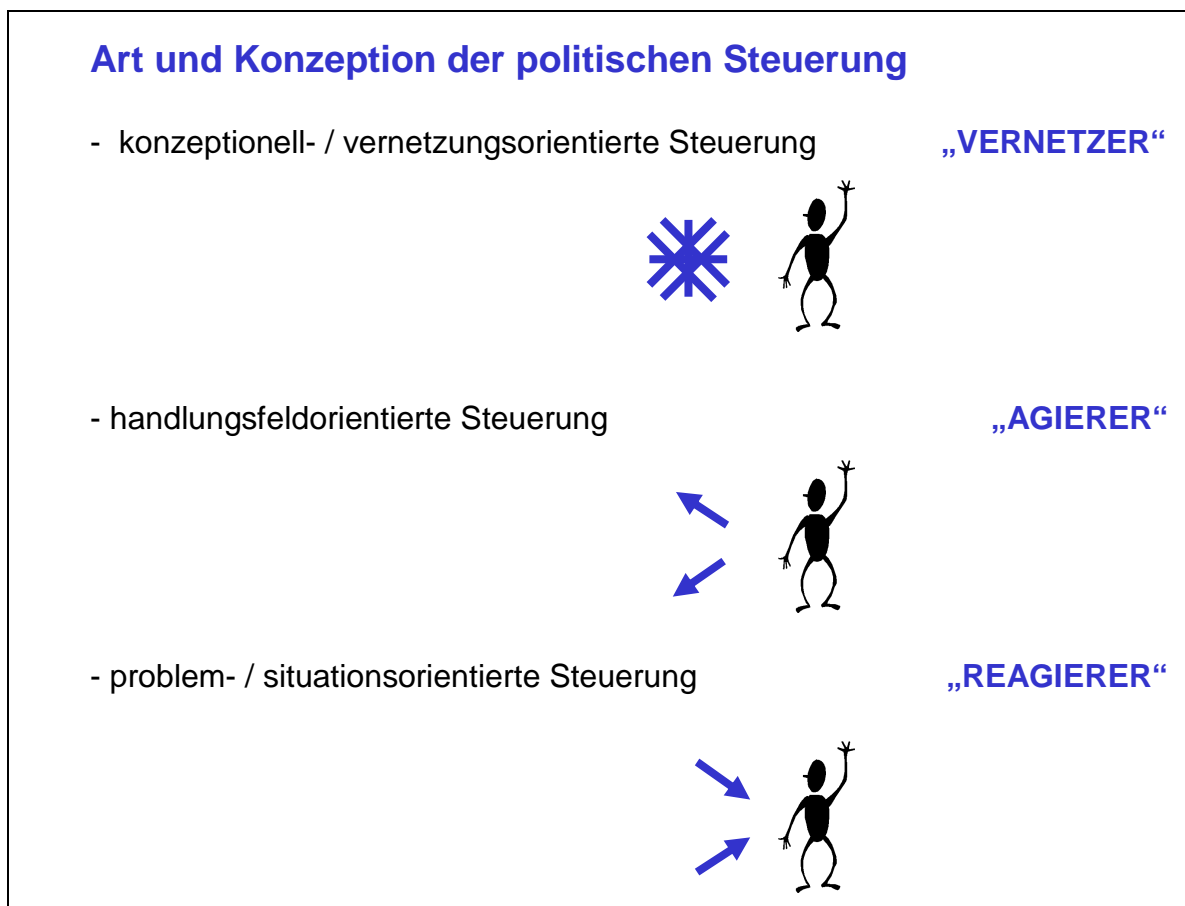 Art und Konzeption der politischen Steuerung
- konzeptionell- / vernetzungsorientierte Steuerung „VERNETZER“
- handlungsfeldorientierte Steuerung „AGIERER“
- problem- / situationsorientierte Steuerung „REAGIERER“